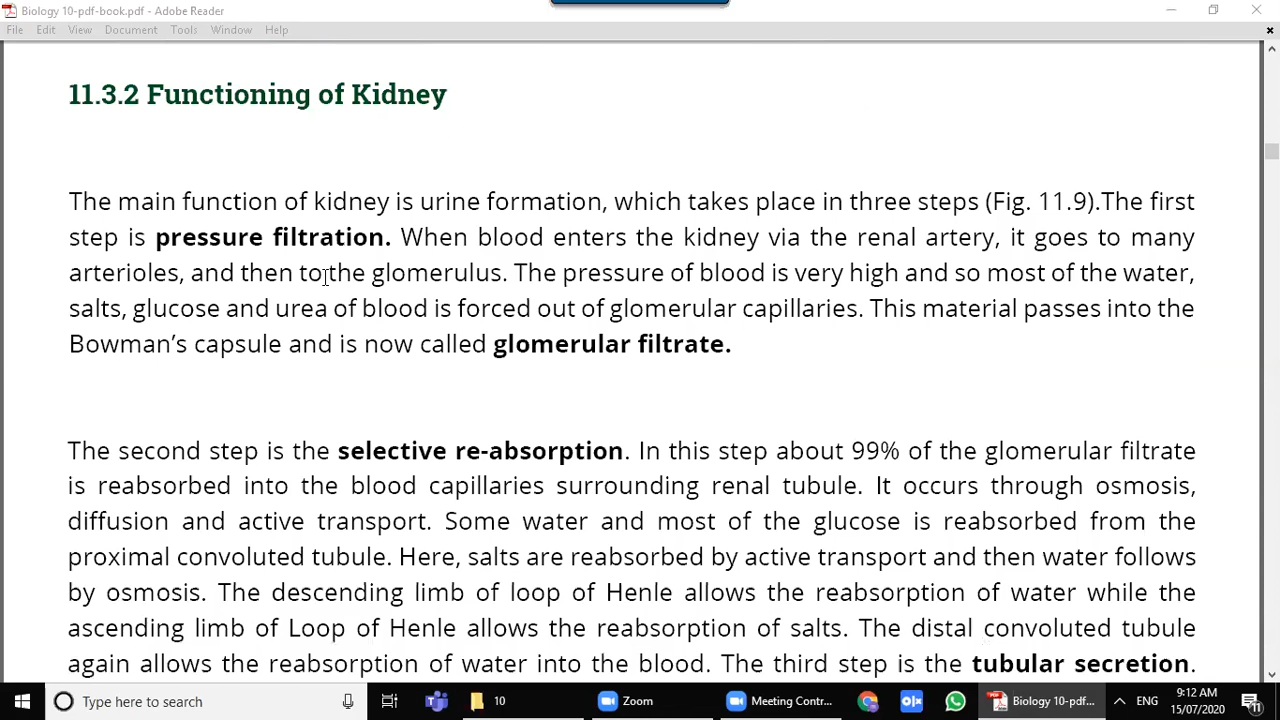 Biology 10-pdf-book.pdf - Adobe Reader
File Edit View Document Tools Window Help
11.3.2 Functioning of Kidney
The main function of kidney is urine formation, which takes place in three steps (Fig. 11.9).The first
step is pressure filtration. When blood enters the kidney via the renal artery, it goes to many
arterioles, and then to the glomerulus. The pressure of blood is very high and so most of the water,
salts, glucose and urea of blood is forced out of glomerular capillaries. This material passes into the
Bowman’s capsule and is now called glomerular filtrate.
The second step is the selective re-absorption. In this step about 99% of the glomerular filtrate
is reabsorbed into the blood capillaries surrounding renal tubule. It occurs through osmosis,
diffusion and active transport. Some water and most of the glucose is reabsorbed from the
proximal convoluted tubule. Here, salts are reabsorbed by active transport and then water follows
by osmosis. The descending limb of loop of Henle allows the reabsorption of water while the
ascending limb of Loop of Henle allows the reabsorption of salts. The distal convoluted tubule
again allows the reabsorption of water into the blood. The third step is the tubular secretion.
Type here to search 10 Zoom Meeting Contr... Biology 10-pdf-... ENG 9:12 AM
15/07/2020 11